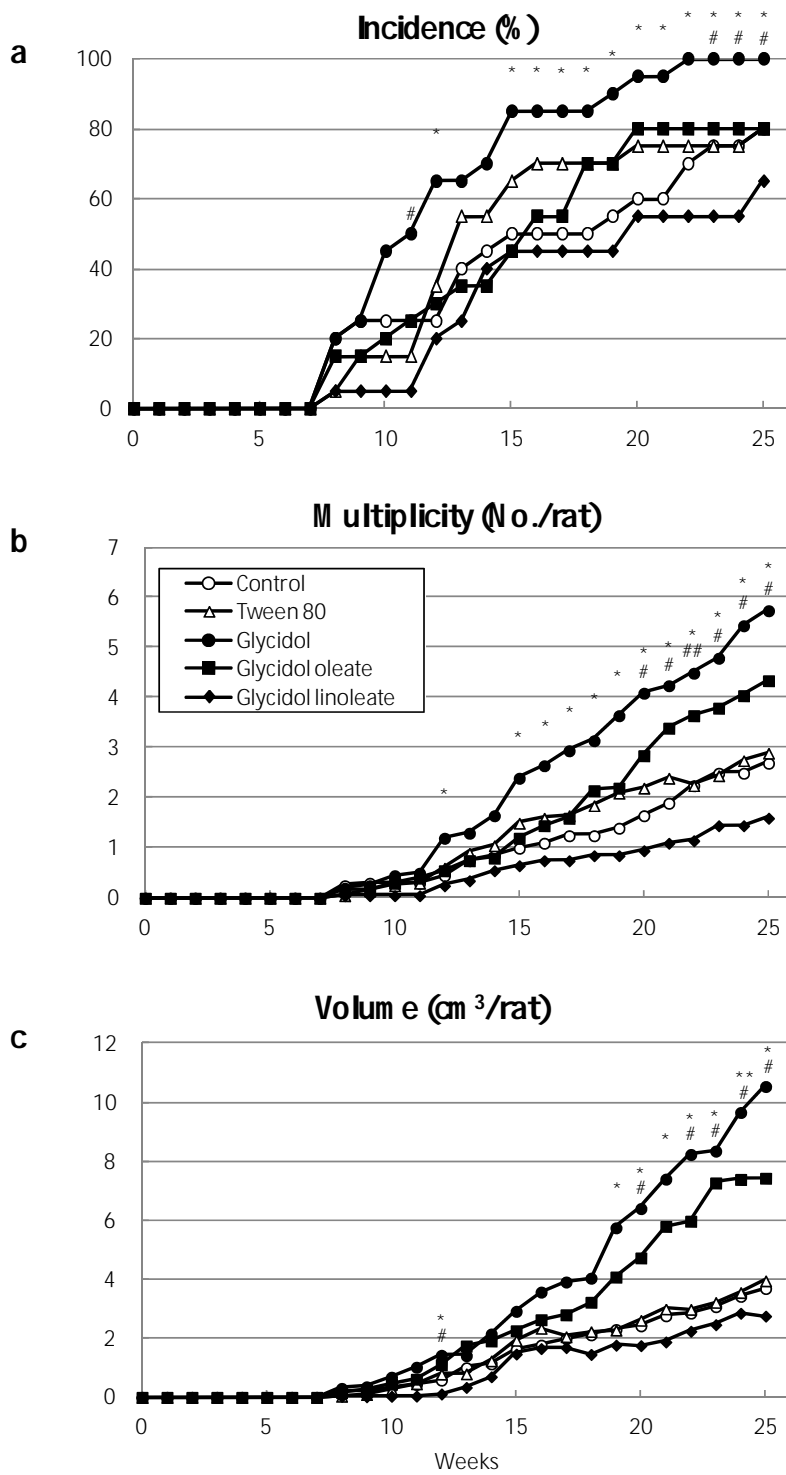 Incidence (%)
a
* * * * * * * * * * * *
# # # #
100
80
60
40
20
0
0 5 10 15 20 25
Multiplicity (No./rat)
b
7
6
5
4
3
2
1
0
Control
Tween 80
Glycidol
Glycidol oleate
Glycidol linoleate
* * * * * * * * * * * *
# # ## # # #
0 5 10 15 20 25
Volume (cm³/rat)
c
12
10
8
6
4
2
0
* * * * * * ** *
# # # # # #
0 5 10 15 20 25
Weeks